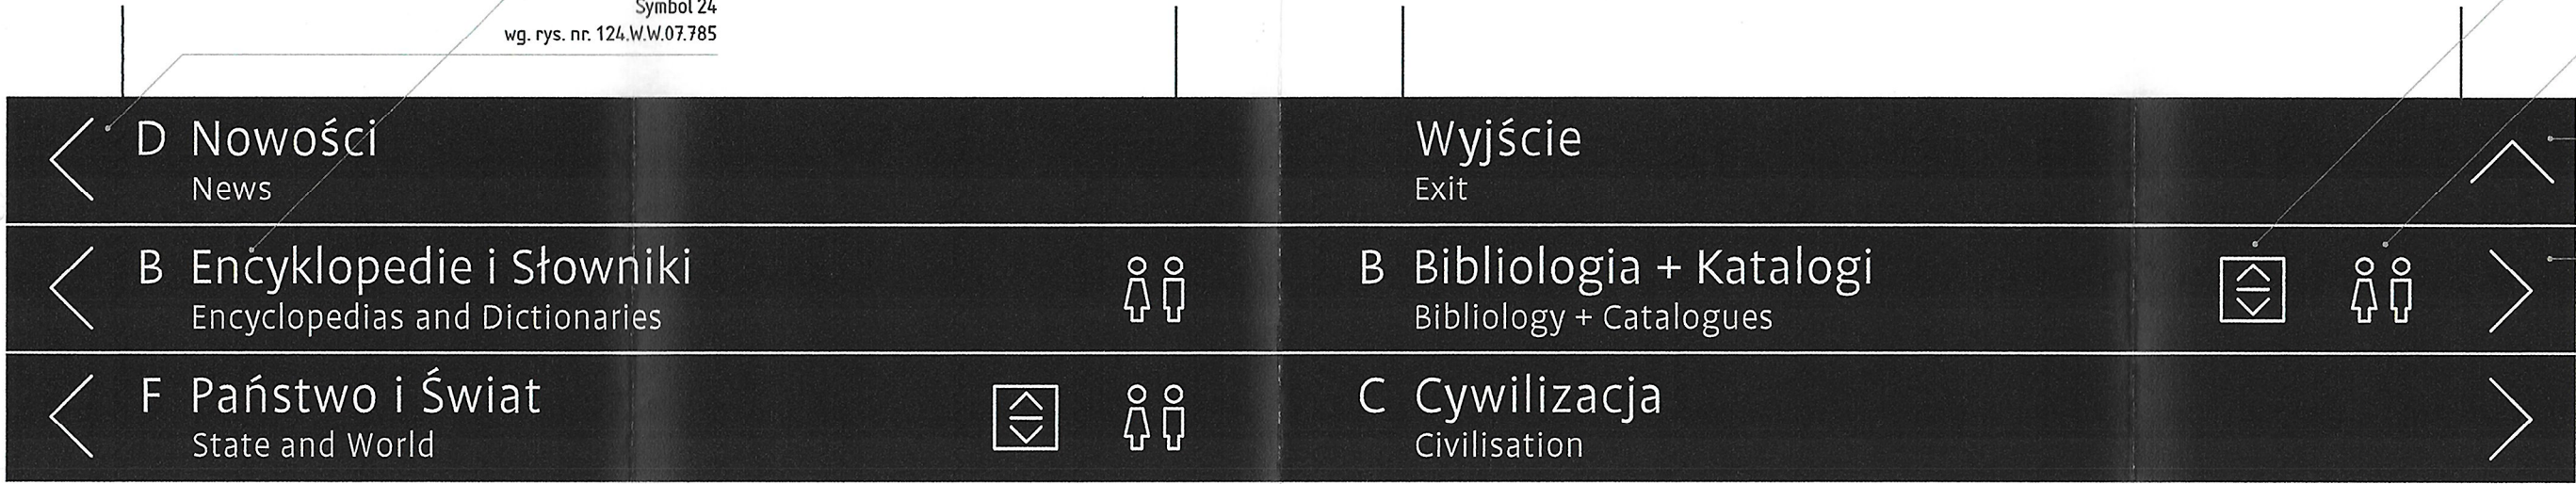 Symbol 24
wg. rys. nr. 124.W.W.07.785
D Nowości
News
B Encyklopedie i Słowniki
Encyclopedias and Dictionaries
F Państwo i Świat
State and World
Wyjście
Exit
B Bibliologia + Katalogi
Bibliology + Catalogues
C Cywilizacja
Civilisation